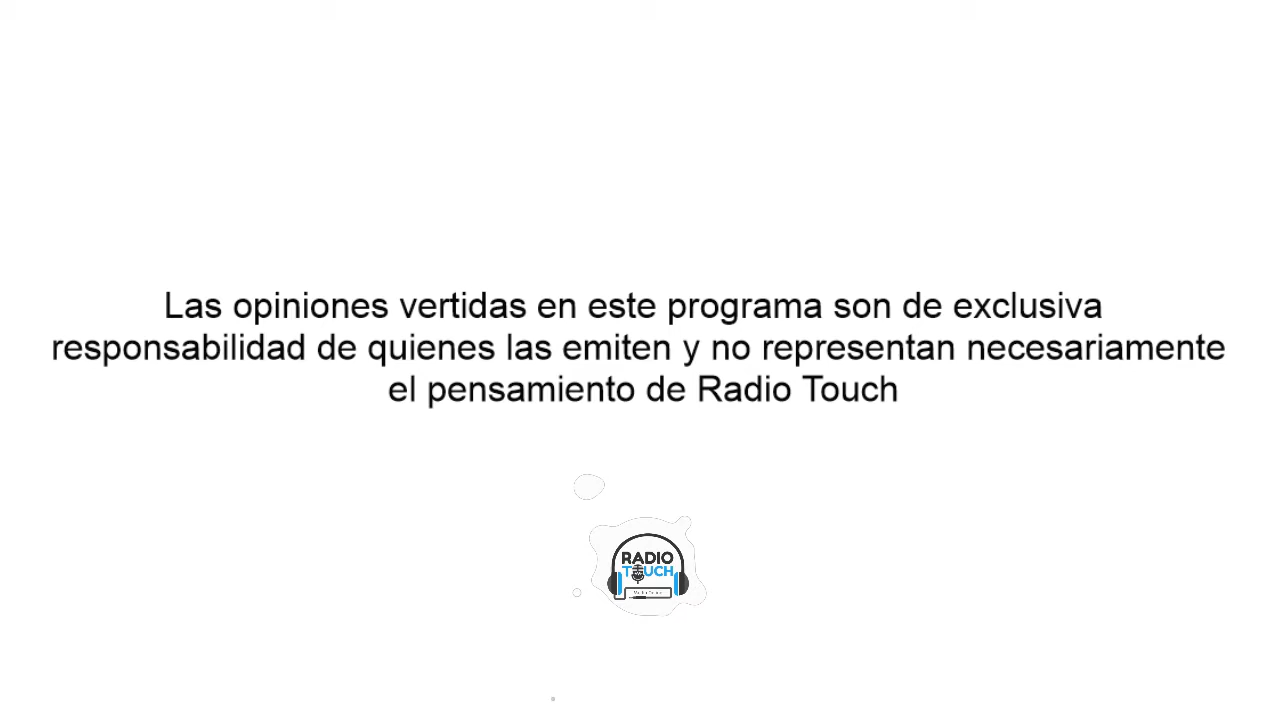 Las opiniones vertidas en este programa son de exclusiva
responsabilidad de quienes las emiten y no representan necesariamente
el pensamiento de Radio Touch
RADIO
TOUCH